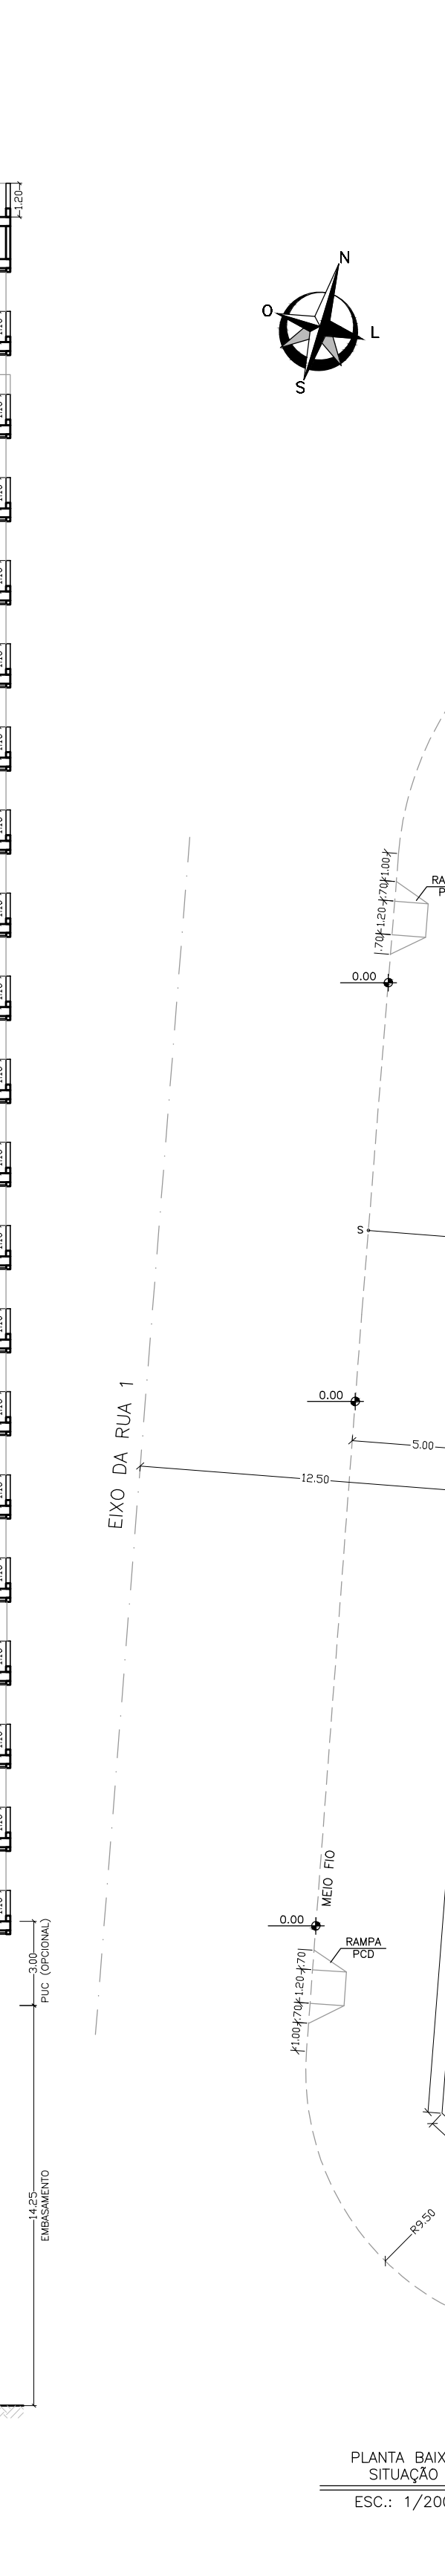 1.20
N
O
L
S
1.00
.70
1.20
.70
RA
P
0.00
S
0.00
5.00
12.50
EIXO DA RUA 1
MEIO FIO
0.00
RAMPA
PCD
.70
1.20
.70
1.00
3.00
PUC (OPCIONAL)
14.25
EMBASAMENTO
R9.50
PLANTA BAIX
SITUAÇÃO
ESC.: 1/200